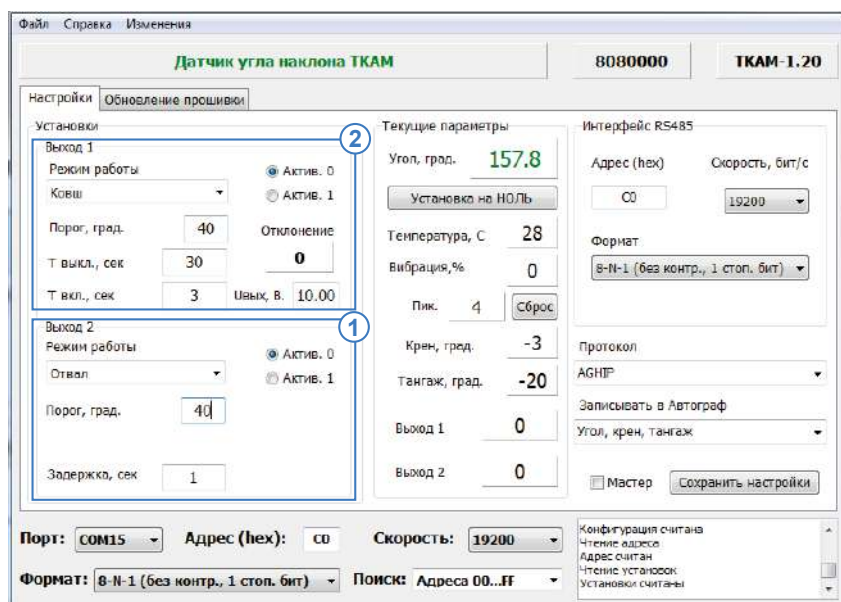 Файл Справка Изменения
Датчик угла наклона ТКАМ
8080000
TKAM-1.20
Настройки
Обновление прошивки
Установки
2
Выход 1
Режим работы
Актив. 0
Ковш
Актив. 1
Порог, град. 40
Отклонение
Т выкл., сек 30
0
Т вкл., сек 3
Uвых, В. 10.00
1
Выход 2
Режим работы
Актив. 0
Отвал
Актив. 1
Порог, град. 40
Задержка, сек 1
Текущие параметры
Угол, град. 157.8
Установка на НОЛЬ
Температура, С 28
Вибрация,% 0
Пик. 4 Сброс
Крен, град. -3
Тангаж, град. -20
Выход 1 0
Выход 2 0
Интерфейс RS485
Адрес (hex) Скорость, бит/с
C0 19200
Формат
8-N-1 (без контр., 1 стоп. бит)
Протокол
AGHIP
Записывать в Автограф
Угол, крен, тангаж
Мастер Сохранить настройки
Порт: COM15 Адрес (hex): C0 Скорость: 19200
Формат: 8-N-1 (без контр., 1 стоп. бит) Поиск: Адреса 00...FF
Конфигурация считана
Чтение адреса
Адрес считан
Чтение установок
Установки считаны